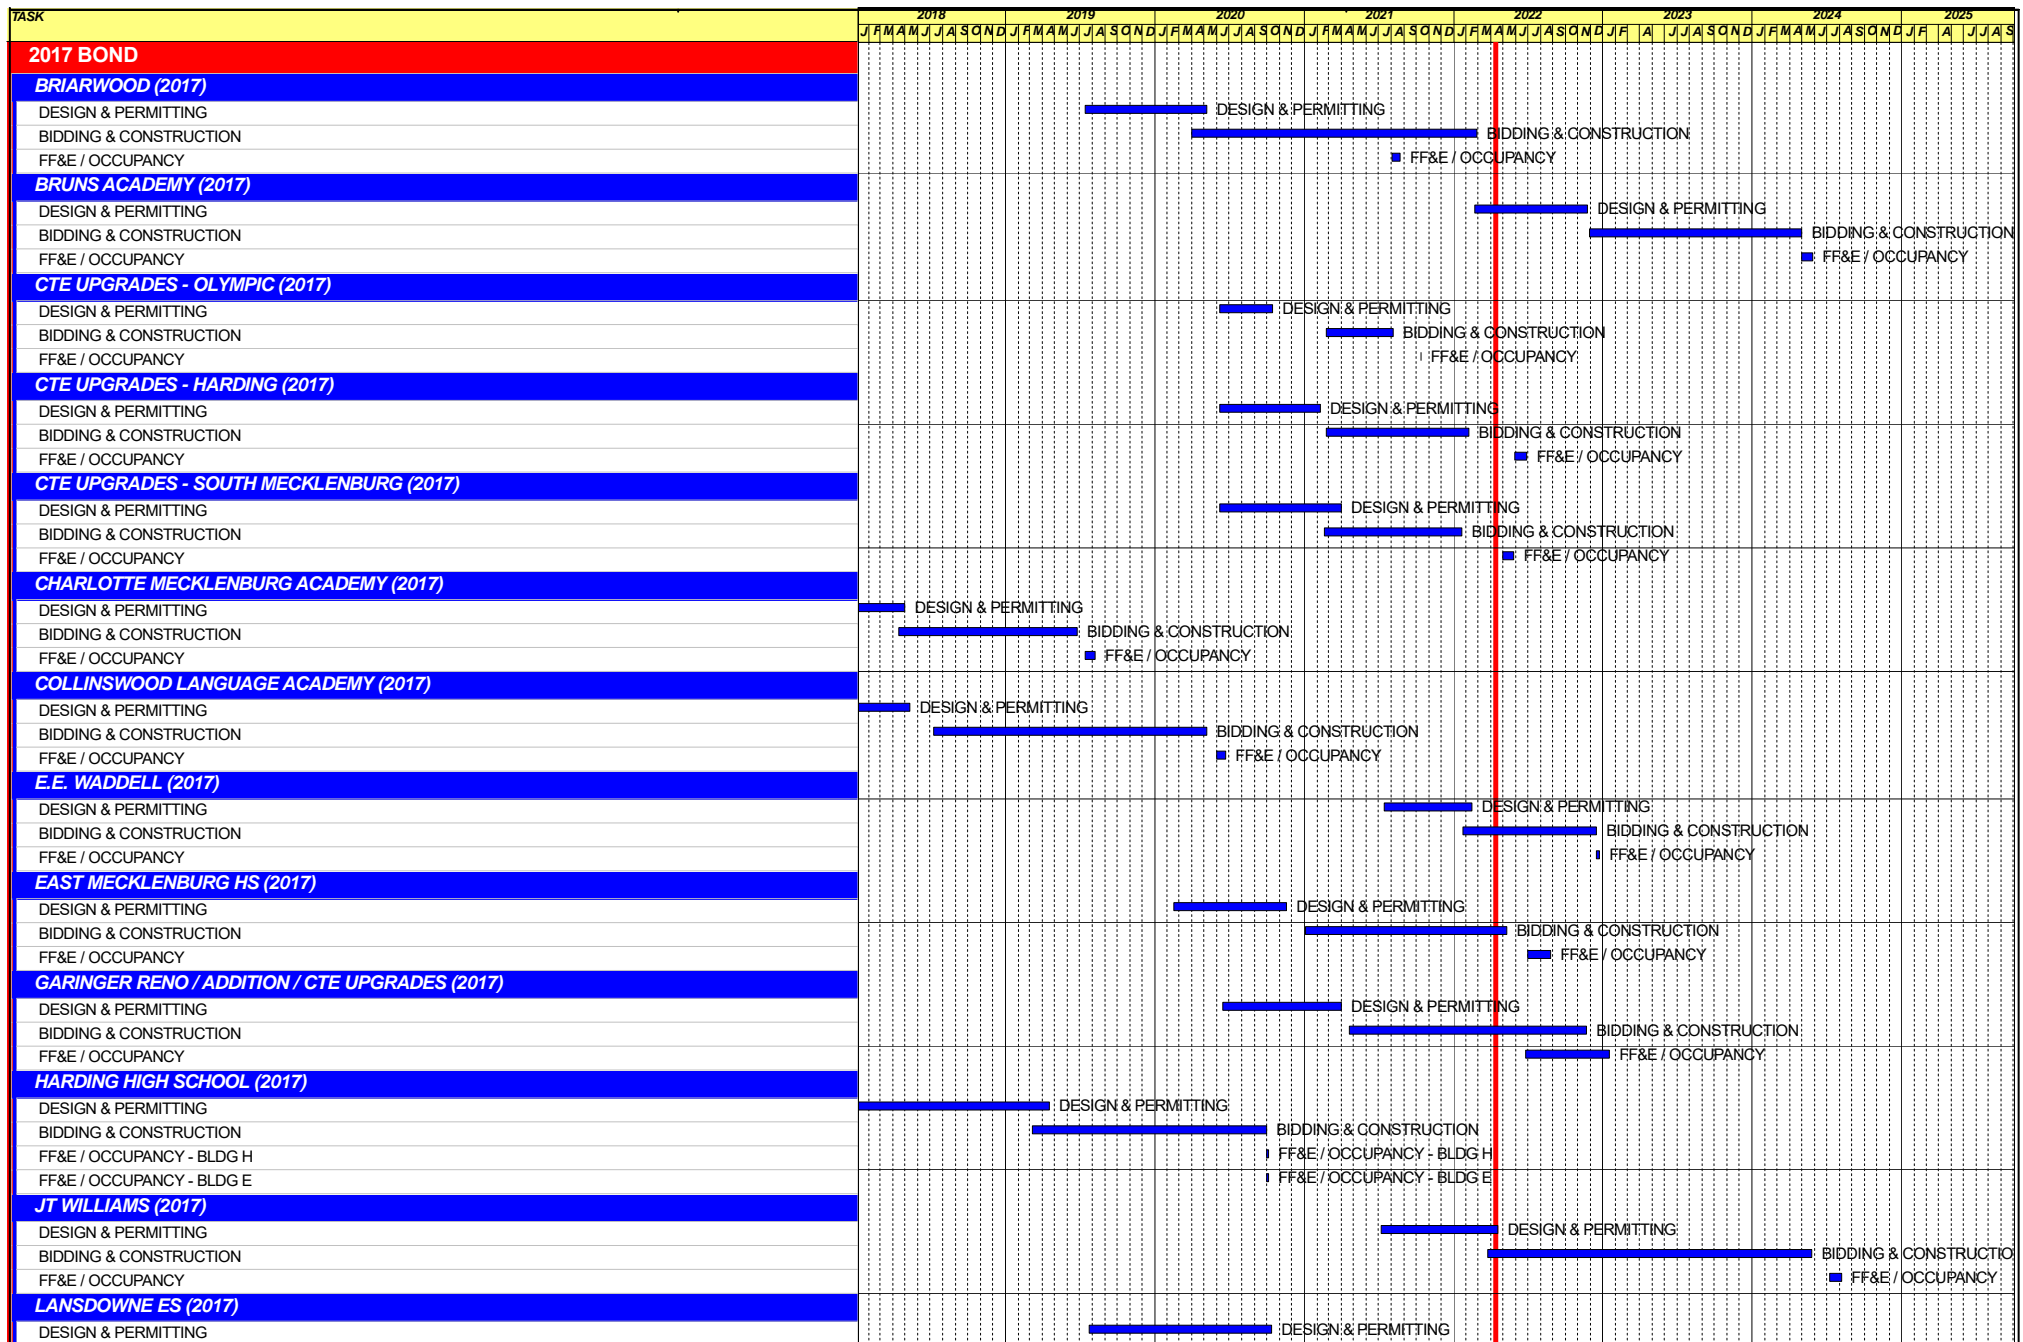 TASK 2018 2019 2020 2021 2022 2023 2024 2025
J F M A M J J A S O N D J F M A M J J A S O N D J F M A M J J A S O N D J F M A M J J A S O N D J F M A M J J A S O N D J F A J J A S O N D J F M A M J J A S O N D J F A J J A S
2017 BOND
BRIARWOOD (2017)
DESIGN & PERMITTING DESIGN & PERMITTING
BIDDING & CONSTRUCTION BIDDING & CONSTRUCTION
FF&E / OCCUPANCY FF&E / OCCUPANCY
BRUNS ACADEMY (2017)
DESIGN & PERMITTING DESIGN & PERMITTING
BIDDING & CONSTRUCTION BIDDING & CONSTRUCTION
FF&E / OCCUPANCY FF&E / OCCUPANCY
CTE UPGRADES - OLYMPIC (2017)
DESIGN & PERMITTING DESIGN & PERMITTING
BIDDING & CONSTRUCTION BIDDING & CONSTRUCTION
FF&E / OCCUPANCY FF&E / OCCUPANCY
CTE UPGRADES - HARDING (2017)
DESIGN & PERMITTING DESIGN & PERMITTING
BIDDING & CONSTRUCTION BIDDING & CONSTRUCTION
FF&E / OCCUPANCY FF&E / OCCUPANCY
CTE UPGRADES - SOUTH MECKLENBURG (2017)
DESIGN & PERMITTING DESIGN & PERMITTING
BIDDING & CONSTRUCTION BIDDING & CONSTRUCTION
FF&E / OCCUPANCY FF&E / OCCUPANCY
CHARLOTTE MECKLENBURG ACADEMY (2017)
DESIGN & PERMITTING DESIGN & PERMITTING
BIDDING & CONSTRUCTION BIDDING & CONSTRUCTION
FF&E / OCCUPANCY FF&E / OCCUPANCY
COLLINSWOOD LANGUAGE ACADEMY (2017)
DESIGN & PERMITTING DESIGN & PERMITTING
BIDDING & CONSTRUCTION BIDDING & CONSTRUCTION
FF&E / OCCUPANCY FF&E / OCCUPANCY
E.E. WADDELL (2017)
DESIGN & PERMITTING DESIGN & PERMITTING
BIDDING & CONSTRUCTION BIDDING & CONSTRUCTION
FF&E / OCCUPANCY FF&E / OCCUPANCY
EAST MECKLENBURG HS (2017)
DESIGN & PERMITTING DESIGN & PERMITTING
BIDDING & CONSTRUCTION BIDDING & CONSTRUCTION
FF&E / OCCUPANCY FF&E / OCCUPANCY
GARINGER RENO / ADDITION / CTE UPGRADES (2017)
DESIGN & PERMITTING DESIGN & PERMITTING
BIDDING & CONSTRUCTION BIDDING & CONSTRUCTION
FF&E / OCCUPANCY FF&E / OCCUPANCY
HARDING HIGH SCHOOL (2017)
DESIGN & PERMITTING DESIGN & PERMITTING
BIDDING & CONSTRUCTION BIDDING & CONSTRUCTION
FF&E / OCCUPANCY - BLDG H FF&E / OCCUPANCY - BLDG H
FF&E / OCCUPANCY - BLDG E FF&E / OCCUPANCY - BLDG E
JT WILLIAMS (2017)
DESIGN & PERMITTING DESIGN & PERMITTING
BIDDING & CONSTRUCTION BIDDING & CONSTRUCTIO
FF&E / OCCUPANCY FF&E / OCCUPANCY
LANSDOWNE ES (2017)
DESIGN & PERMITTING DESIGN & PERMITTING